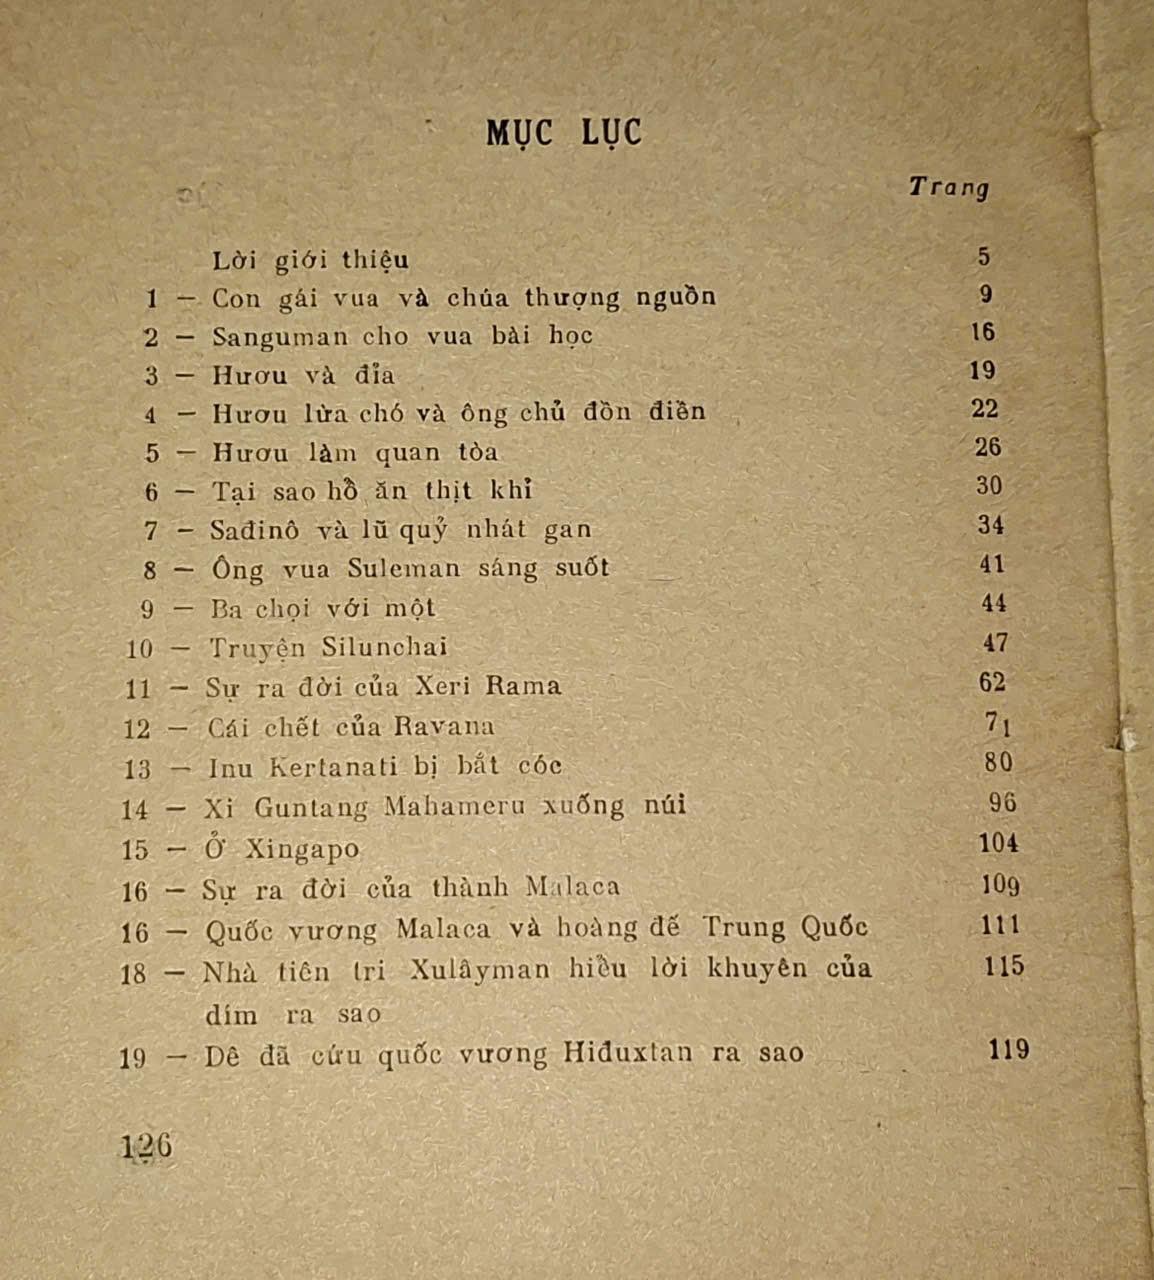 MỤC LỤC
Trang
Lời giới thiệu 5
1 — Con gái vua và chúa thượng nguồn 9
2 — Sanguman cho vua bài học 16
3 — Hươu và đỉa 19
4 — Hươu lừa chó và ông chủ đồn điền 22
5 — Hươu làm quan tòa 26
6 — Tại sao hổ ăn thịt khỉ 30
7 — Sađinô và lũ quỷ nhát gan 34
8 — Ông vua Suleman sáng suốt 41
9 — Ba chọi với một 44
10 — Truyện Silunchai 47
11 — Sự ra đời của Xeri Rama 62
12 — Cái chết của Ravana 71
13 — Inu Kertanati bị bắt cóc 80
14 — Xi Guntang Mahameru xuống núi 96
15 — Ở Xingapo 104
16 — Sự ra đời của thành Malaca 109
16 — Quốc vương Malaca và hoàng đế Trung Quốc 111
18 — Nhà tiên tri Xulâyman hiểu lời khuyên của 115
dím ra sao
19 — Dê đã cứu quốc vương Hiđuxtan ra sao 119
126